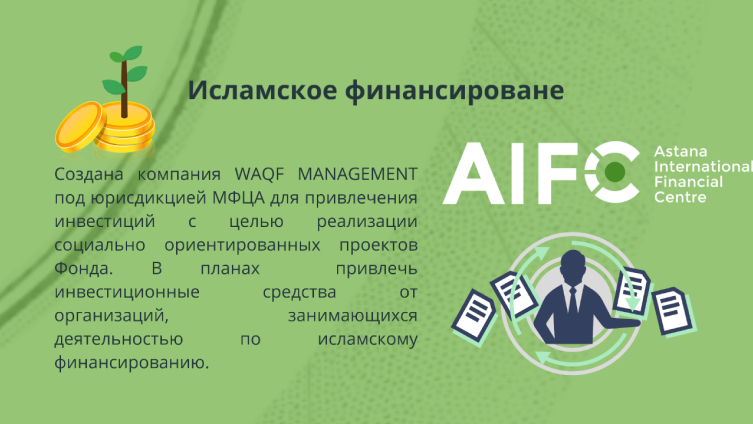 Исламское финансироване
Создана компания WAQF MANAGEMENT
под юрисдикцией МФЦА для привлечения
инвестиций с целью реализации
социально ориентированных проектов
Фонда. В планах привлечь
инвестиционные средства от
организаций, занимающихся
деятельностью по исламскому
финансированию.
AIFC
Astana
International
Financial
Centre